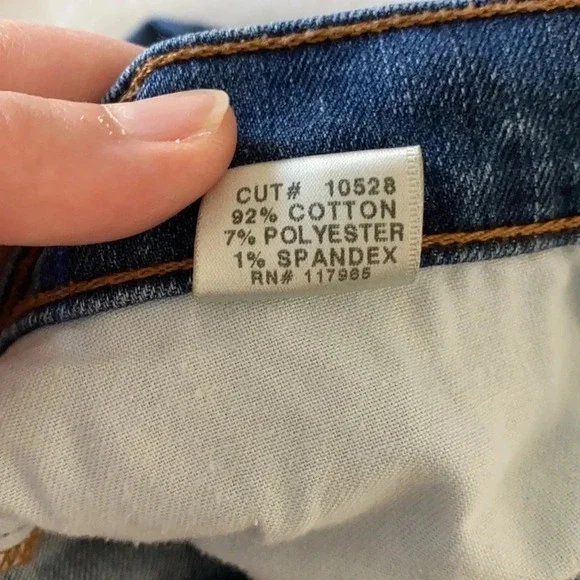 CUT# 10528
92% COTTON
7% POLYESTER
1% SPANDEX
RN# 117965